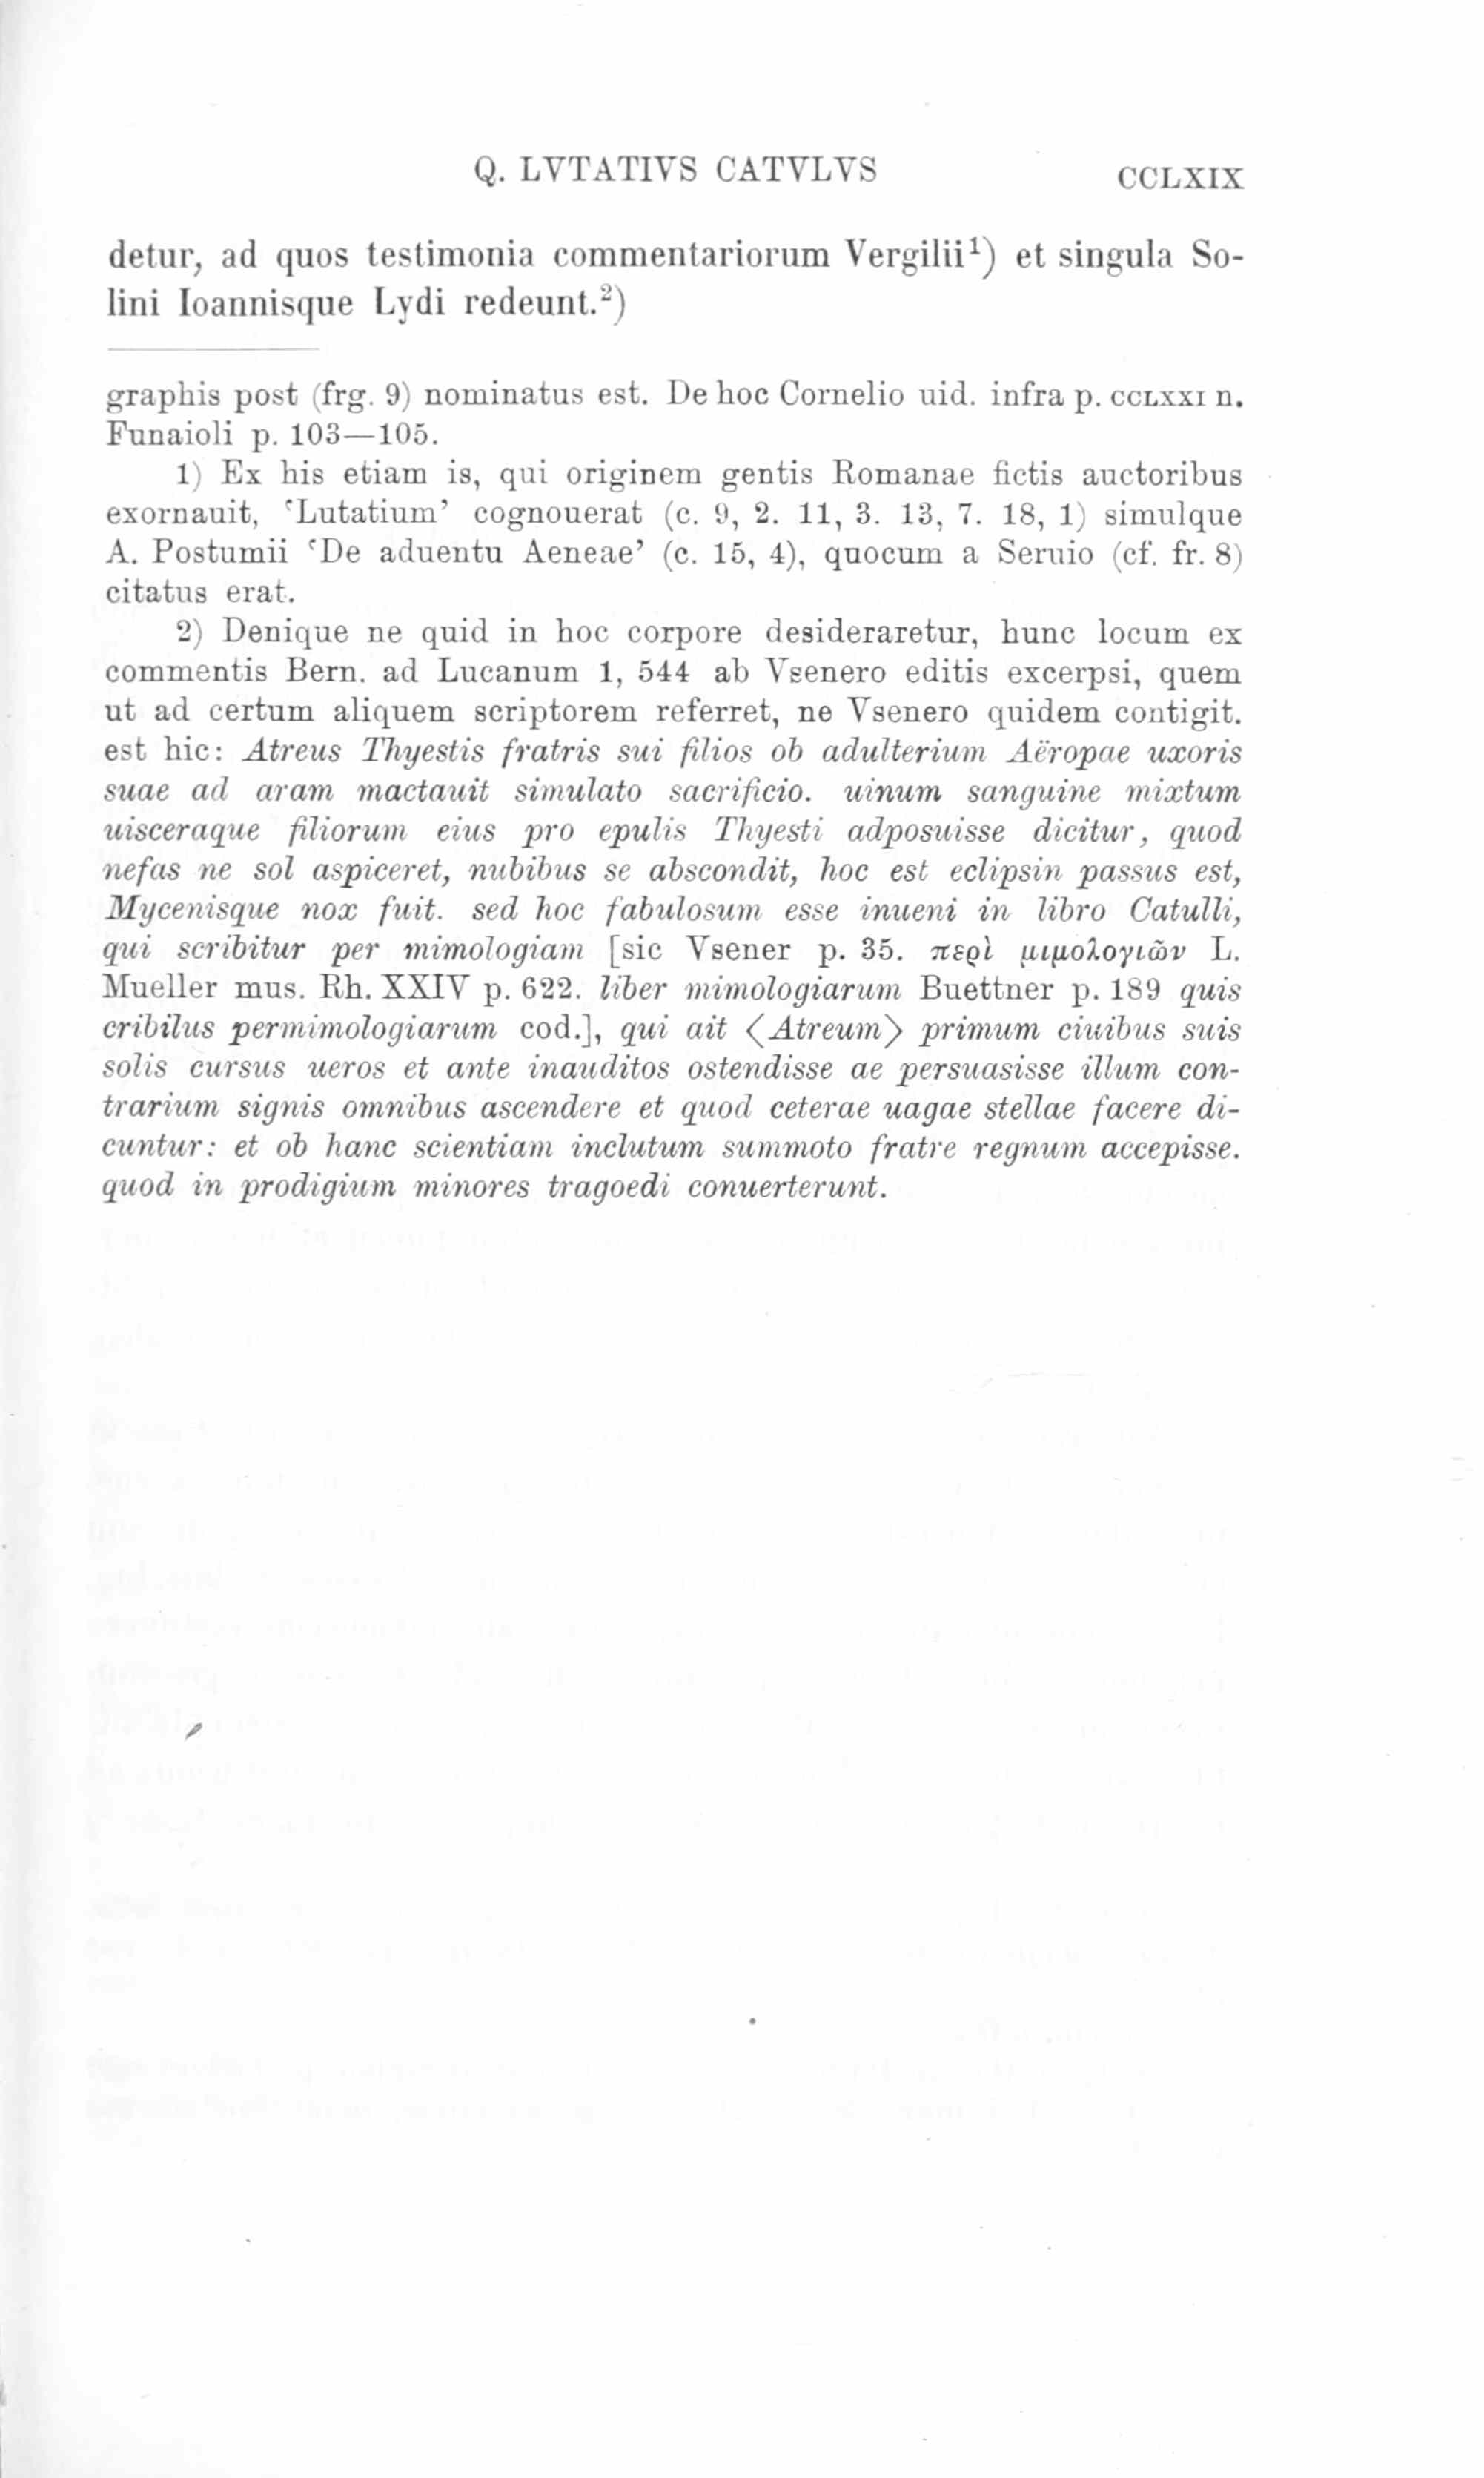 Q. LVTATIVS CATVLVS CCLXIX
detur, ad quos testimonia commentariorum Vergilii¹) et singula So-
lini Ioannisque Lydi redeunt.²)
graphis post (frg. 9) nominatus est. De hoc Cornelio uid. infra p. CCLXXI n.
Funaioli p. 103—105.
1) Ex his etiam is, qui originem gentis Romanae fictis auctoribus
exornauit, ‘Lutatium’ cognouerat (c. 9, 2. 11, 3. 13, 7. 18, 1) simulque
A. Postumii ‘De aduentu Aeneae’ (c. 15, 4), quocum a Seruio (cf. fr. 8)
citatus erat.
2) Denique ne quid in hoc corpore desideraretur, hunc locum ex
commentis Bern. ad Lucanum 1, 544 ab Vsenero editis excerpsi, quem
ut ad certum aliquem scriptorem referret, ne Vsenero quidem contigit.
est hic: Atreus Thyestis fratris sui filios ob adulterium Aëropae uxoris
suae ad aram mactauit simulato sacrificio. uinum sanguine mixtum
uisceraque filiorum eius pro epulis Thyesti adposuisse dicitur, quod
nefas ne sol aspiceret, nubibus se abscondit, hoc est eclipsin passus est,
Mycenisque nox fuit. sed hoc fabulosum esse inueni in libro Catulli,
qui scribitur per mimologiam [sic Vsener p. 35. περὶ μιμολογιῶν L.
Mueller mus. Rh. XXIV p. 622. liber mimologiarum Buettner p. 189 quis
cribilus permimologiarum cod.], qui ait ⟨Atreum⟩ primum ciuibus suis
solis cursus ueros et ante inauditos ostendisse ae persuasisse illum con-
trarium signis omnibus ascendere et quod ceterae uagae stellae facere di-
cuntur: et ob hanc scientiam inclutum summoto fratre regnum accepisse.
quod in prodigium minores tragoedi conuerterunt.